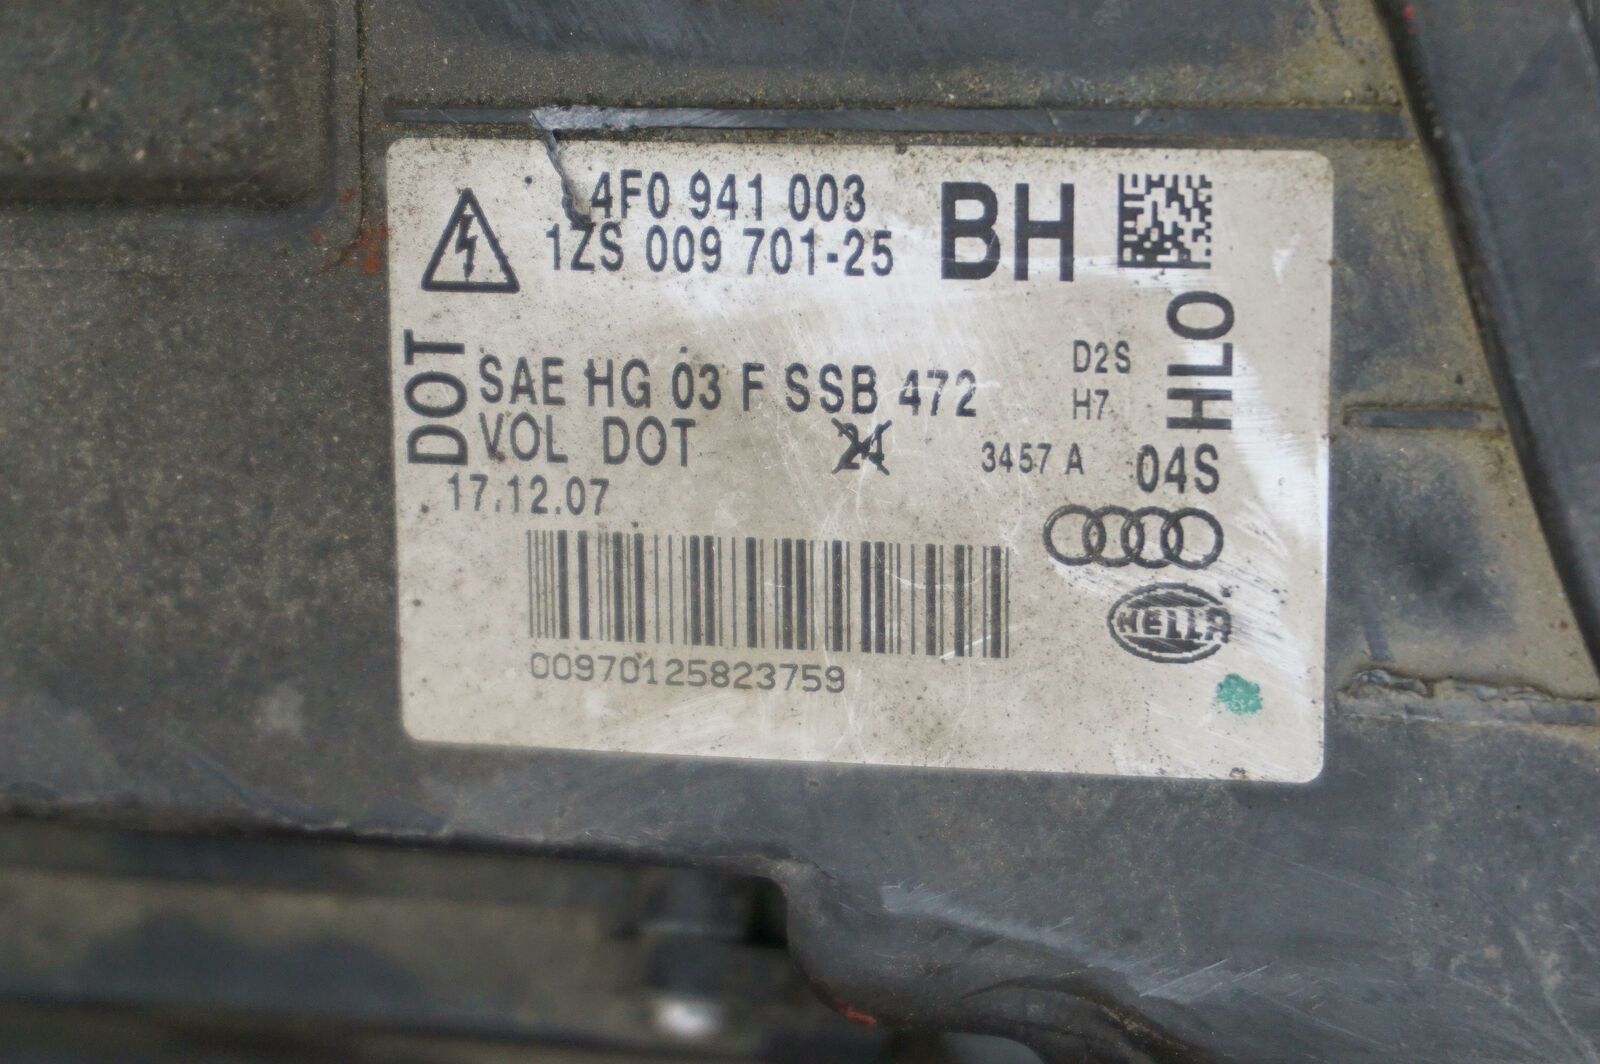 4F0 941 003
1ZS 009 701-25
BH
HLO
DOT
SAE HG 03 F SSB 472
VOL DOT
24
D2S
H7
3457 A
04S
17.12.07
HELLA
00970125823759